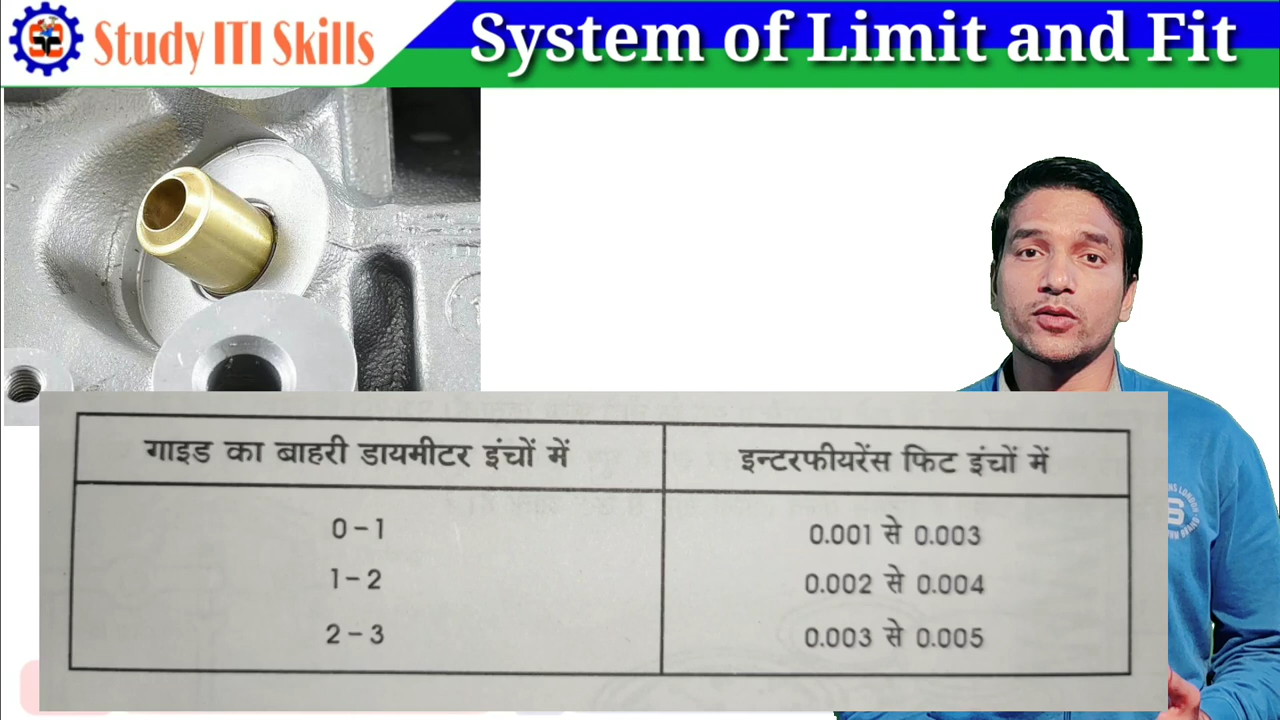 Study ITI Skills
System of Limit and Fit
गाइड का बाहरी डायमीटर इंचों में
इन्टरफीयरेंस फिट इंचों में
0-1
0.001 से 0.003
1-2
0.002 से 0.004
2-3
0.003 से 0.005